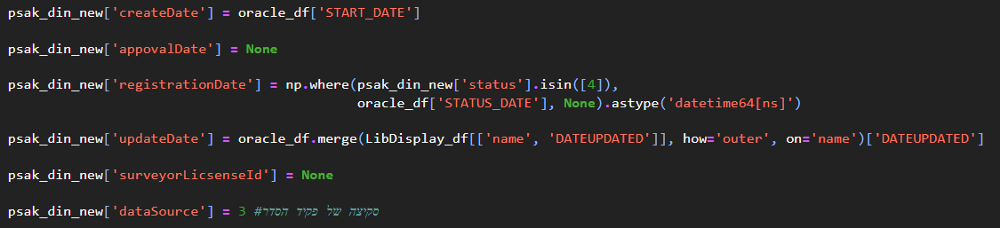 psak_din_new['createDate'] = oracle_df['START_DATE']
psak_din_new['appovalDate'] = None
psak_din_new['registrationDate'] = np.where(psak_din_new['status'].isin([4]),
oracle_df['STATUS_DATE'], None).astype('datetime64[ns]')
psak_din_new['updateDate'] = oracle_df.merge(LibDisplay_df[['name', 'DATEUPDATED']], how='outer', on='name')['DATEUPDATED']
psak_din_new['surveyorLicsenseId'] = None
psak_din_new['dataSource'] = 3 #סקיצה של פקיד הסדר